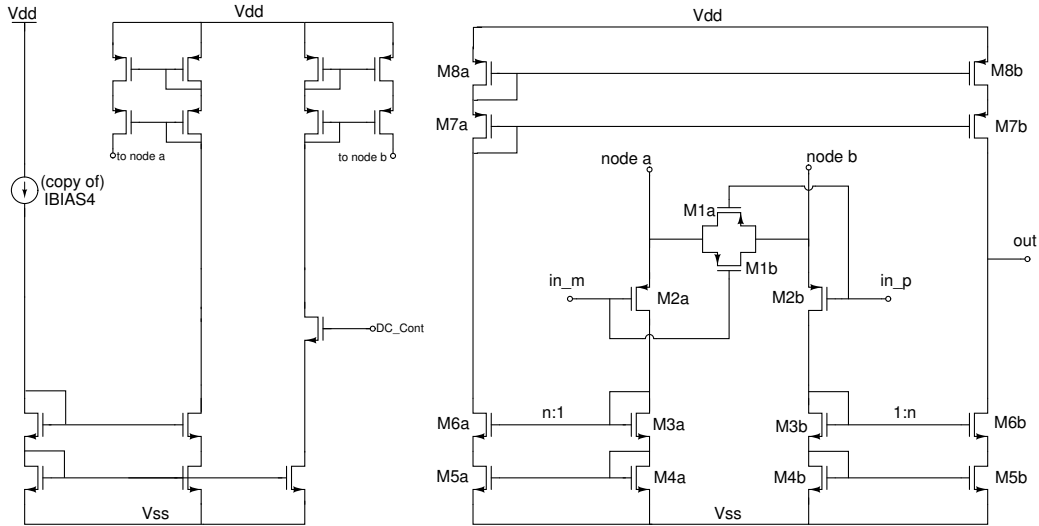 Vdd
Vdd
Vdd
M8a
M8b
M7a
M7b
to node a
to node b
node a
node b
(copy of)
IBIAS4
M1a
M1b
out
in_m
in_p
M2a
M2b
DC_Cont
n:1
1:n
M6a
M3a
M3b
M6b
M5a
M4a
M4b
M5b
Vss
Vss